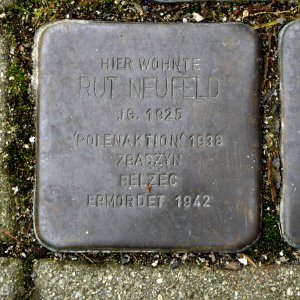 HIER WOHNTE
RUT NEUFELD
JG. 1925
'POLENAKTION' 1938
ZBASZYN
BELZEC
ERMORDET 1942